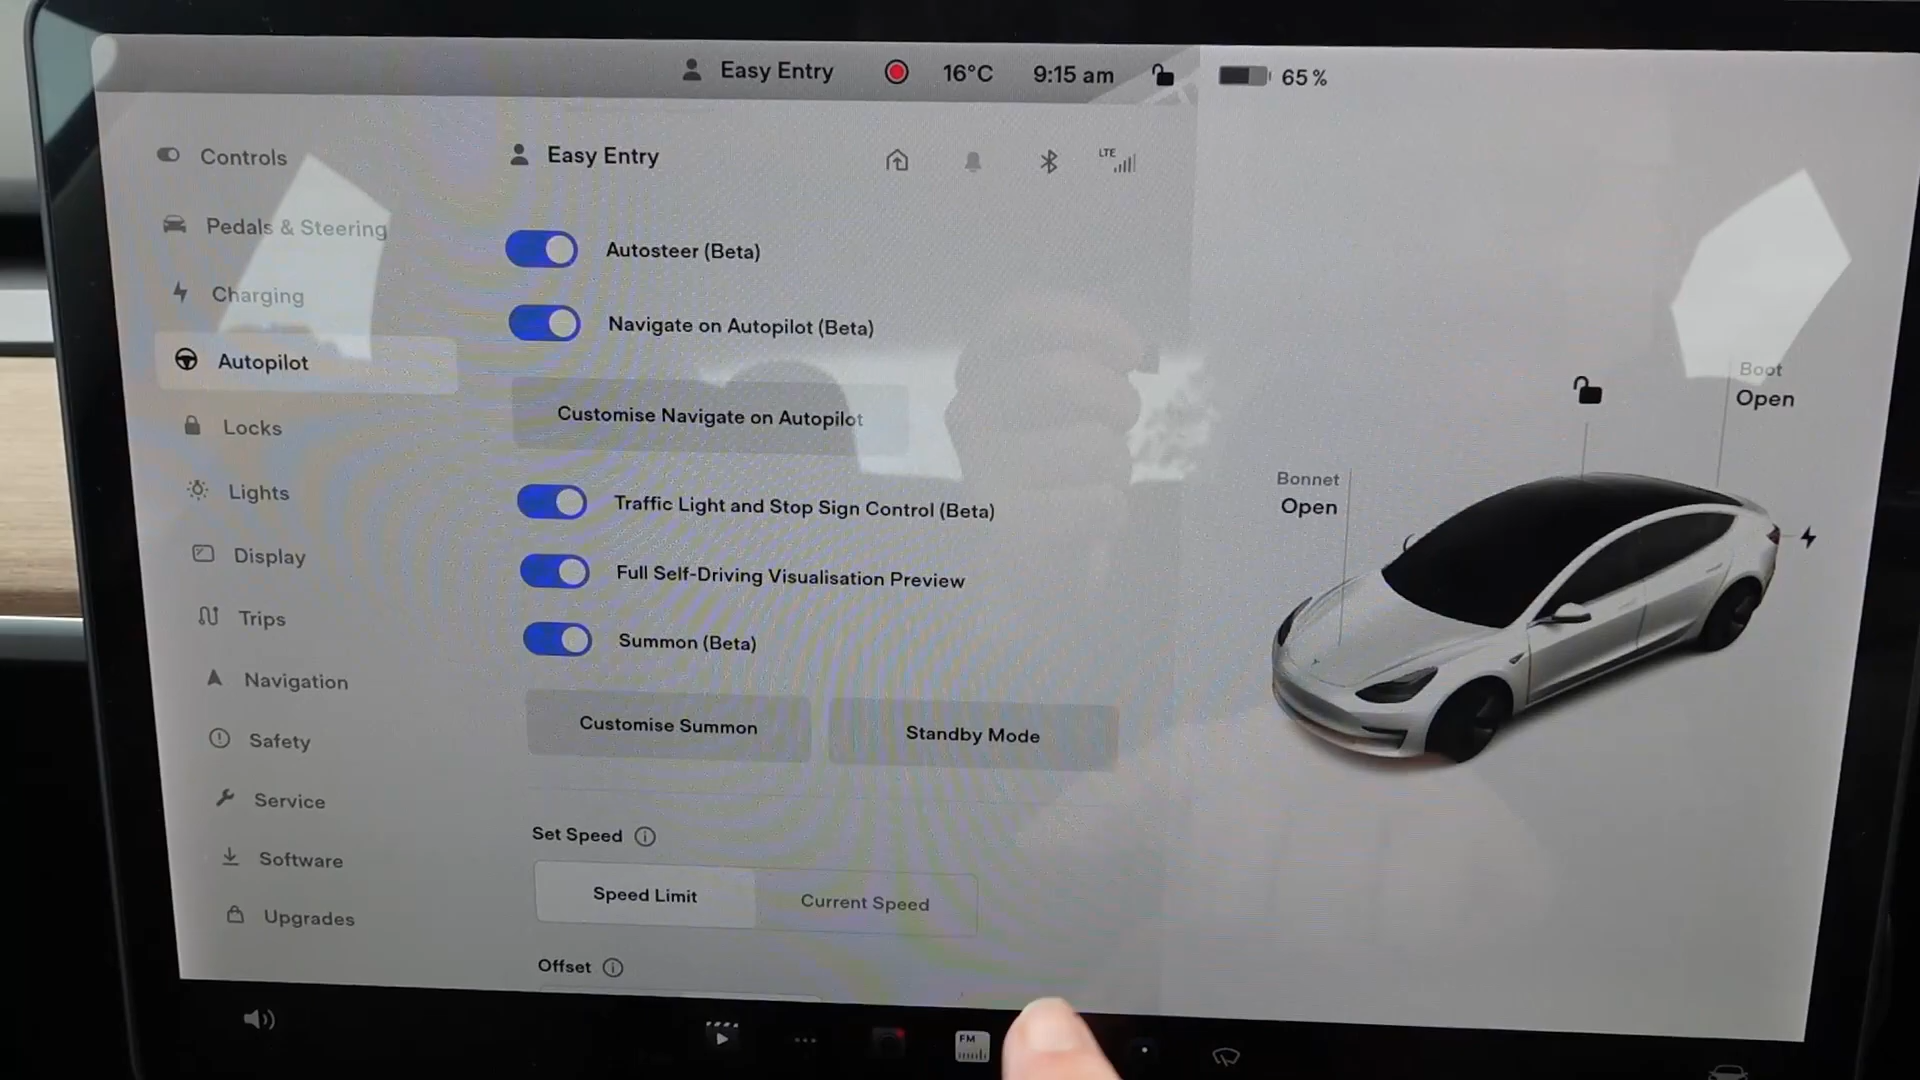 Easy Entry 16°C 9:15 am 65%
Controls
Pedals & Steering
Charging
Autopilot
Locks
Lights
Display
Trips
Navigation
Safety
Service
Software
Upgrades
Easy Entry
LTE
Autosteer (Beta)
Navigate on Autopilot (Beta)
Customise Navigate on Autopilot
Traffic Light and Stop Sign Control (Beta)
Full Self-Driving Visualisation Preview
Summon (Beta)
Customise Summon
Standby Mode
Set Speed
Speed Limit
Current Speed
Offset
Boot
Open
Bonnet
Open
FM